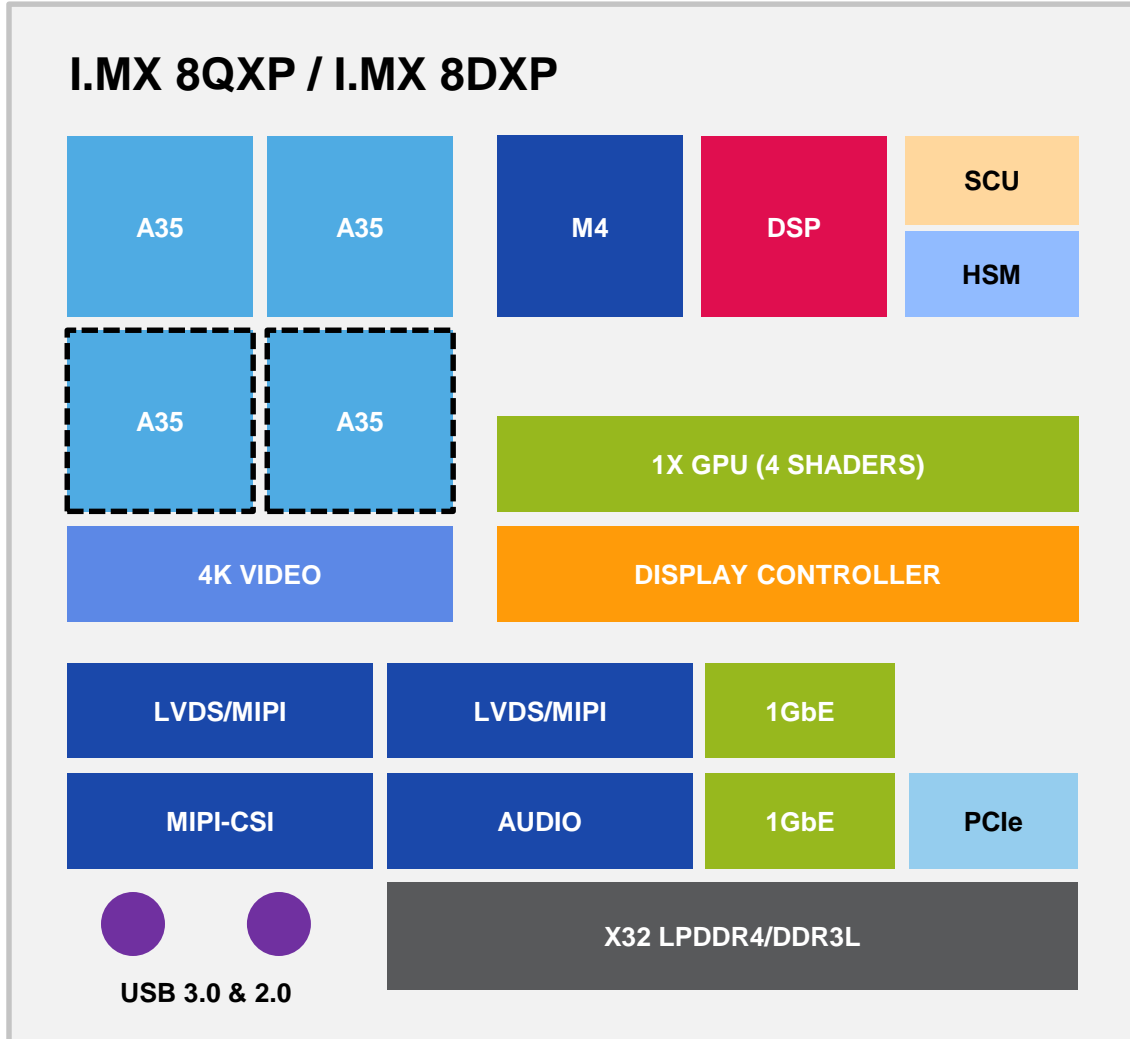 I.MX 8QXP / I.MX 8DXP
A35
A35
M4
DSP
SCU
HSM
A35
A35
1X GPU (4 SHADERS)
4K VIDEO
DISPLAY CONTROLLER
LVDS/MIPI
LVDS/MIPI
1GbE
MIPI-CSI
AUDIO
1GbE
PCIe
X32 LPDDR4/DDR3L
USB 3.0 & 2.0